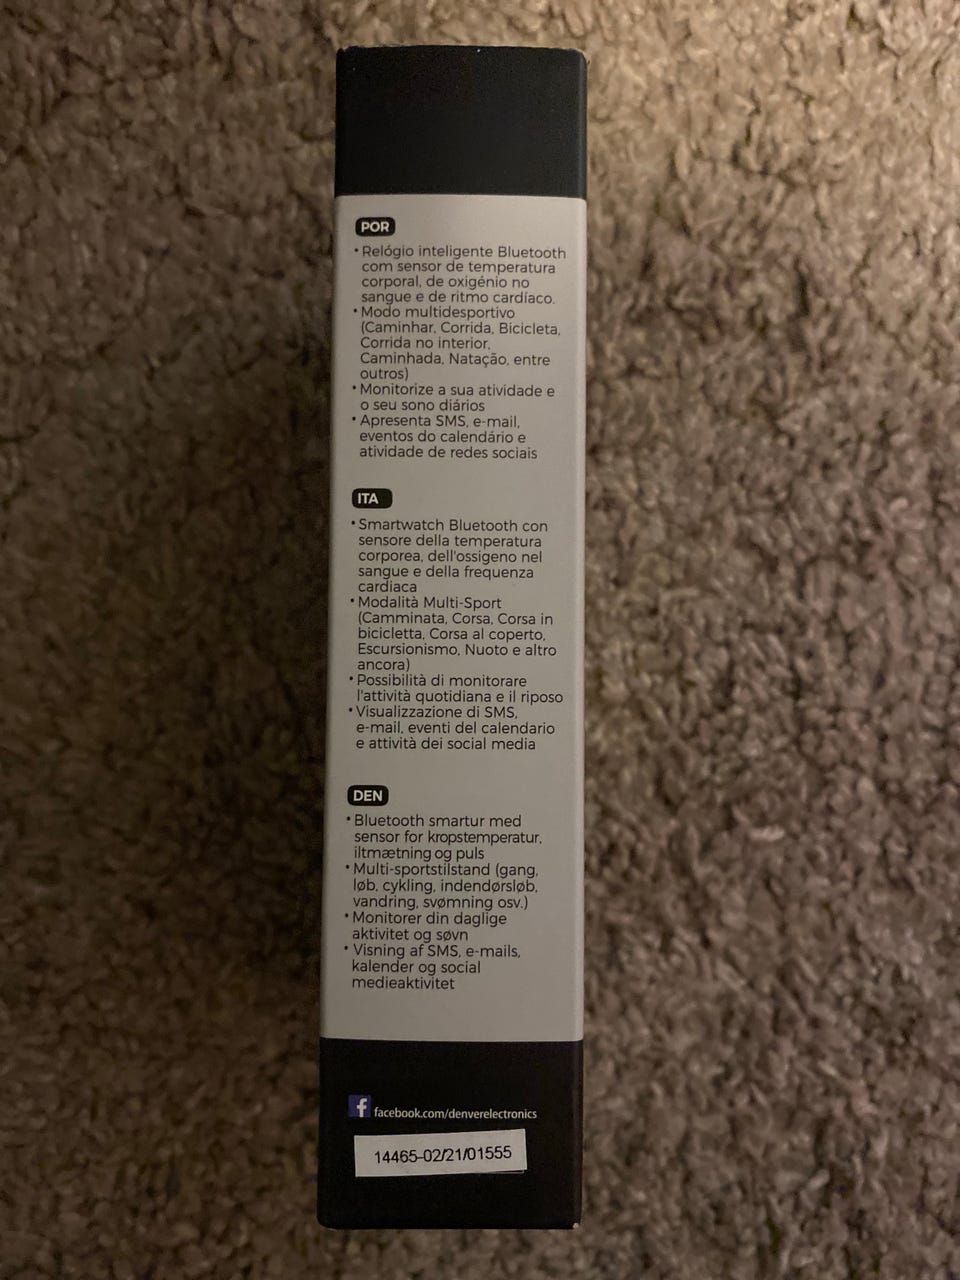 POR
• Relógio inteligente Bluetooth
com sensor de temperatura
corporal, de oxigénio no
sangue e de ritmo cardíaco.
• Modo multidesportivo
(Caminhar, Corrida, Bicicleta,
Corrida no interior,
Caminhada, Natação, entre
outros)
• Monitorize a sua atividade e
o seu sono diários
• Apresenta SMS, e-mail,
eventos do calendário e
atividade de redes sociais
ITA
• Smartwatch Bluetooth con
sensore della temperatura
corporea, dell'ossigeno nel
sangue e della frequenza
cardiaca
• Modalità Multi-Sport
(Camminata, Corsa, Corsa in
bicicletta, Corsa al coperto,
Escursionismo, Nuoto e altro
ancora)
• Possibilità di monitorare
l'attività quotidiana e il riposo
• Visualizzazione di SMS,
e-mail, eventi del calendario
e attività dei social media
DEN
• Bluetooth smartur med
sensor for kropstemperatur,
iltmætning og puls
• Multi-sportstilstand (gang,
løb, cykling, indendørsløb,
vandring, svømning osv.)
• Monitorer din daglige
aktivitet og søvn
• Visning af SMS, e-mails,
kalender og social
medieaktivitet
f facebook.com/denverelectronics
14465-02/21/01555